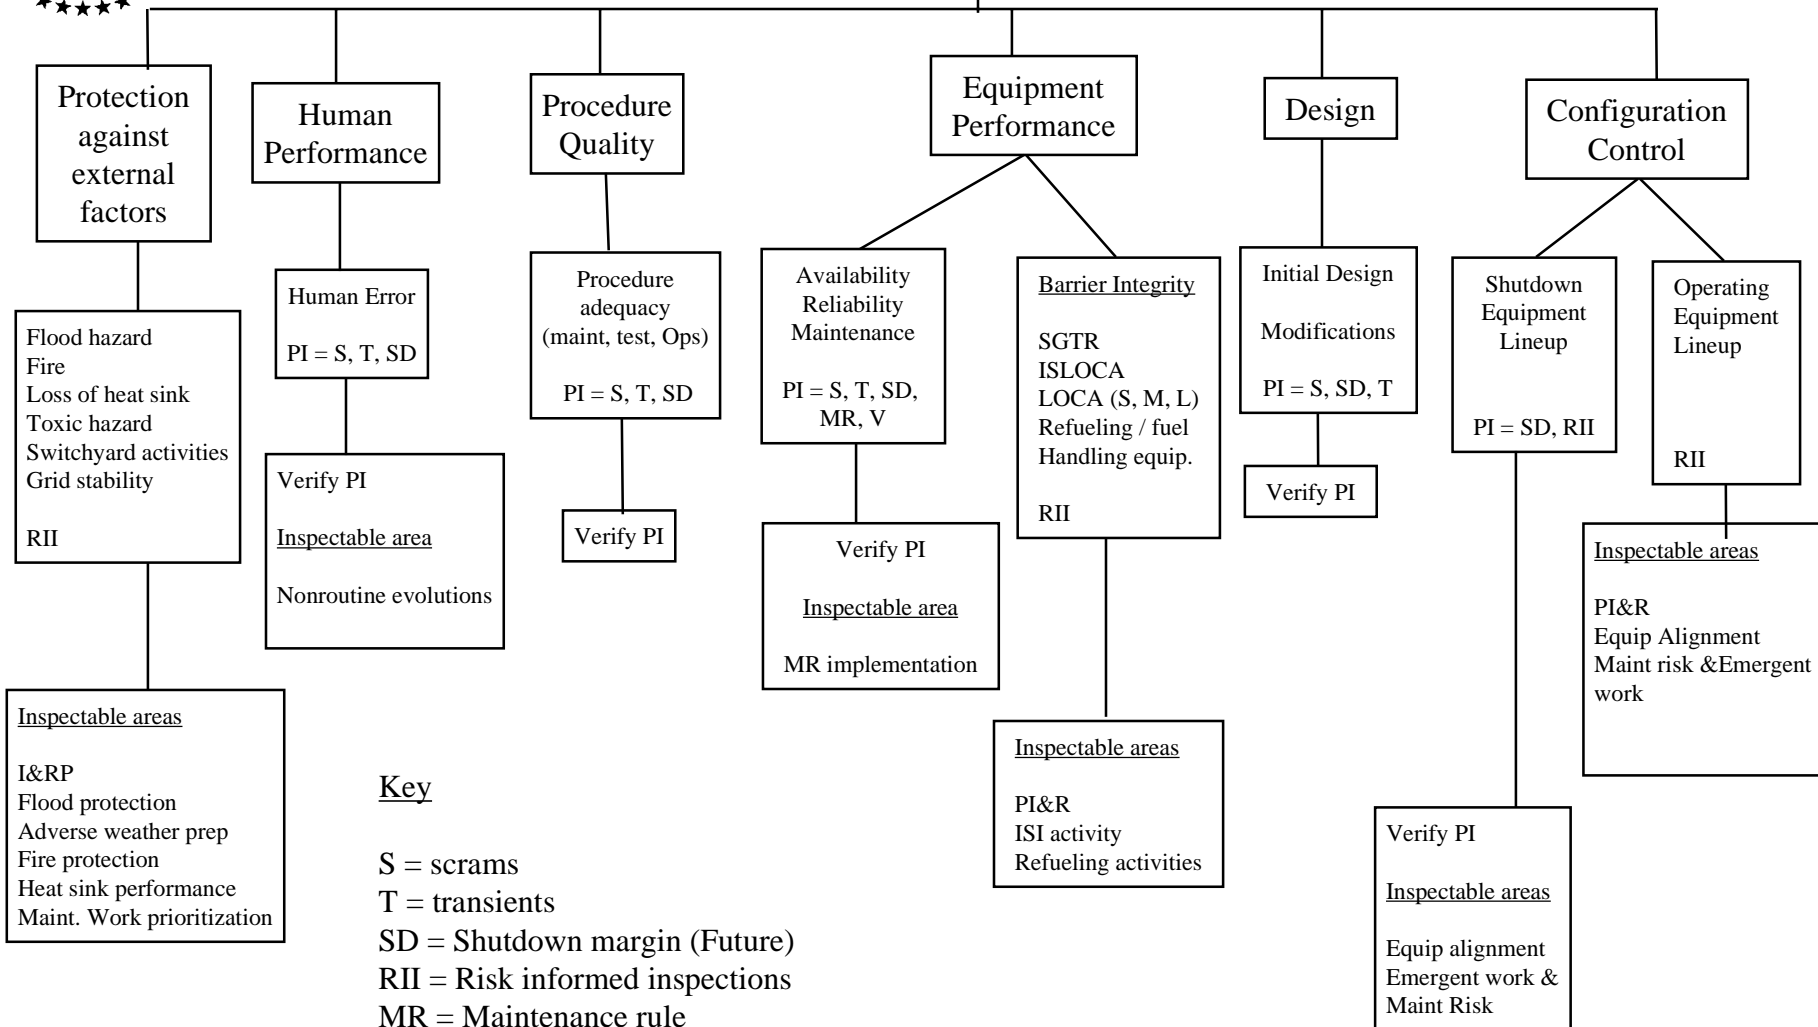 Protection
against
external
factors
Human
Performance
Procedure
Quality
Equipment
Performance
Design
Configuration
Control
Flood hazard
Fire
Loss of heat sink
Toxic hazard
Switchyard activities
Grid stability
RII
Human Error
PI = S, T, SD
Procedure
adequacy
(maint, test, Ops)
PI = S, T, SD
Availability
Reliability
Maintenance
PI = S, T, SD,
MR, V
Barrier Integrity
SGTR
ISLOCA
LOCA (S, M, L)
Refueling / fuel
Handling equip.
RII
Initial Design
Modifications
PI = S, SD, T
Shutdown
Equipment
Lineup
PI = SD, RII
Operating
Equipment
Lineup
RII
Inspectable areas
I&RP
Flood protection
Adverse weather prep
Fire protection
Heat sink performance
Maint. Work prioritization
Verify PI
Inspectable area
Nonroutine evolutions
Verify PI
Verify PI
Inspectable area
MR implementation
Inspectable areas
PI&R
ISI activity
Refueling activities
Verify PI
Verify PI
Inspectable areas
Equip alignment
Emergent work &
Maint Risk
Inspectable areas
PI&R
Equip Alignment
Maint risk &Emergent
work
Key
S = scrams
T = transients
SD = Shutdown margin (Future)
RII = Risk informed inspections
MR = Maintenance rule